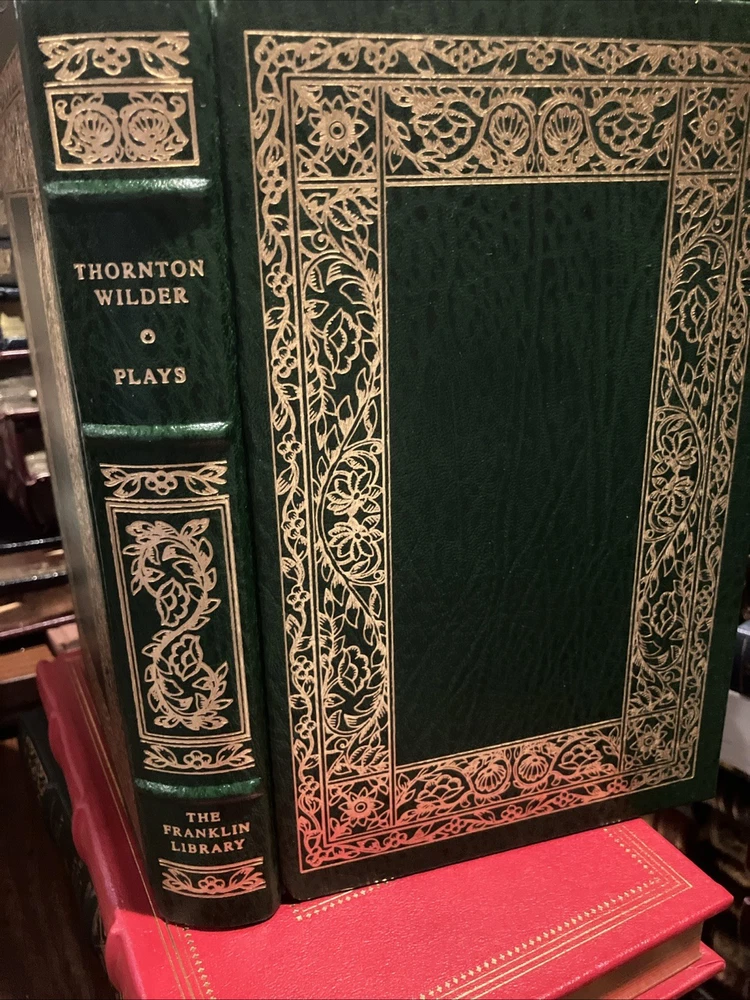 THORNTON
WILDER
PLAYS
THE
FRANKLIN
LIBRARY